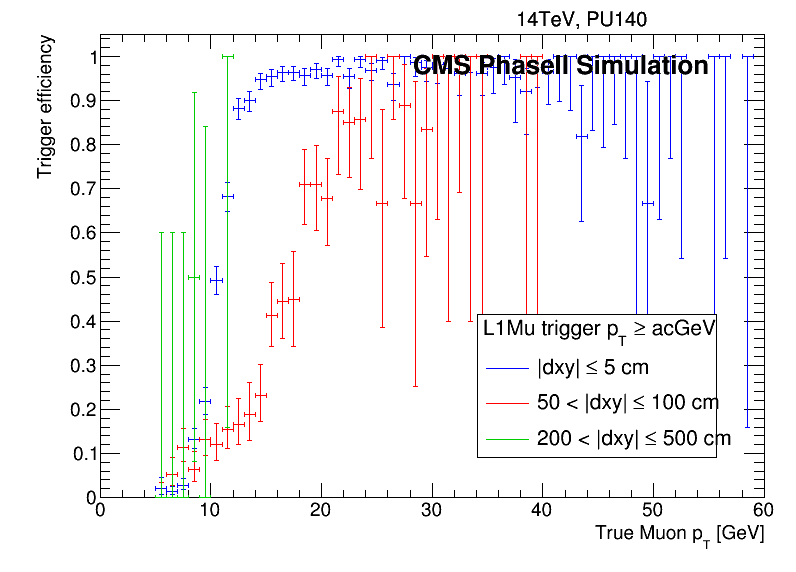 14TeV, PU140
CMS PhaseII Simulation
Trigger efficiency
1
0.9
0.8
0.7
0.6
0.5
0.4
0.3
0.2
0.1
0
L1Mu trigger pT ≥ acGeV
|dxy| ≤ 5 cm
50 < |dxy| ≤ 100 cm
200 < |dxy| ≤ 500 cm
0 10 20 30 40 50 60
True Muon pT [GeV]